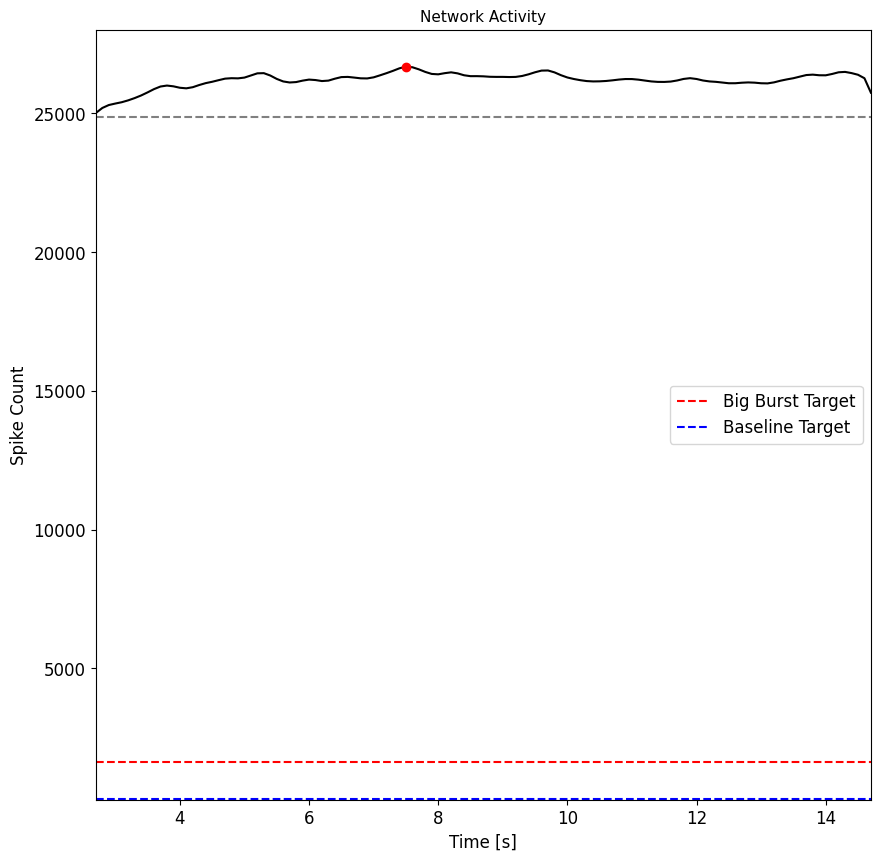 Network Activity
25000
20000
15000
10000
5000
Spike Count
Big Burst Target
Baseline Target
4 6 8 10 12 14
Time [s]